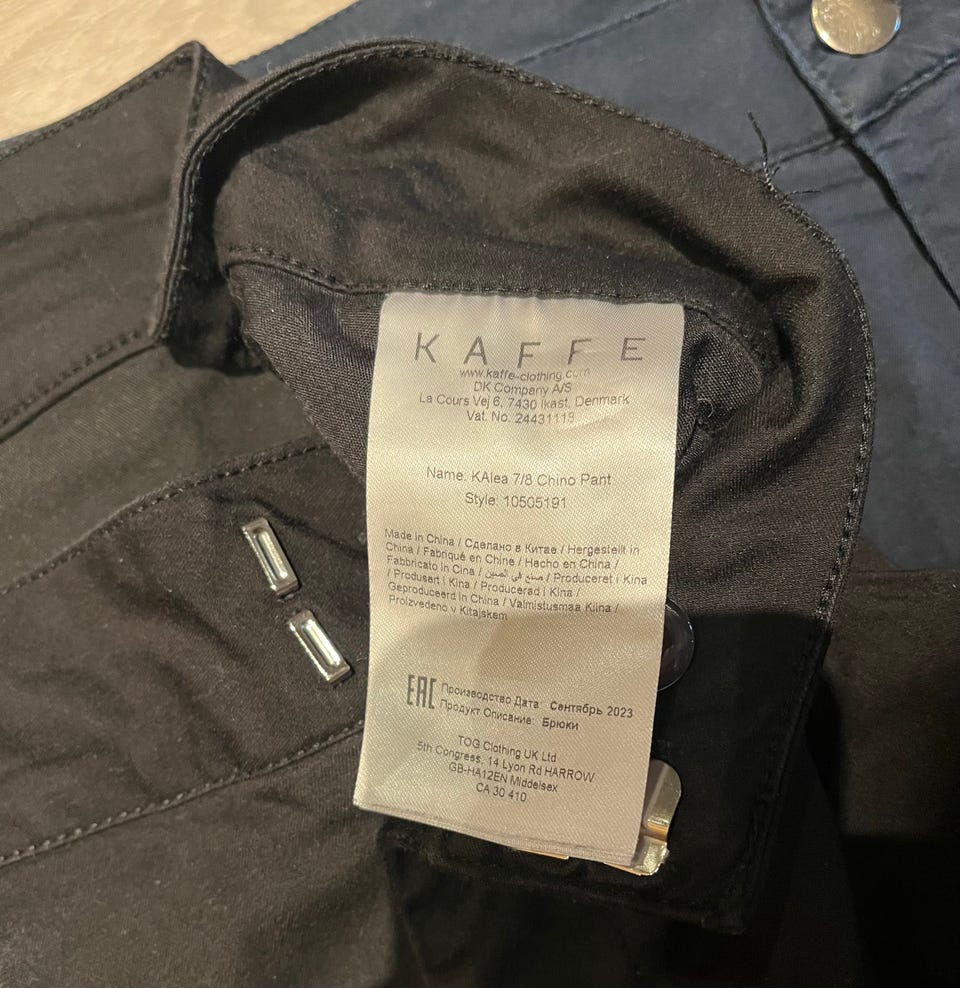 KAFFE
www.kaffe-clothing.com
DK Company A/S
La Cours Vej 6, 7430 Ikast, Denmark
Vat. No. 24431118
Name. KAlea 7/8 Chino Pant
Style: 10505191
Made in China / Сделано в Китае / Hergestellt in
China / Fabriqué en Chine / Hecho en China /
Fabbricato in Cina / صنع في الصين / Produceret i Kina
/ Produsert i Kina / Producerad i Kina /
Geproduceerd in China / Valmistusmaa Kiina /
Proizvedeno v Kitajskem
EAC Производство Дата: Сентябрь 2023
Продукт Описание: Брюки
TOG Clothing UK Ltd
5th Congress, 14 Lyon Rd HARROW
GB-HA12EN Middelsex
CA 30 410